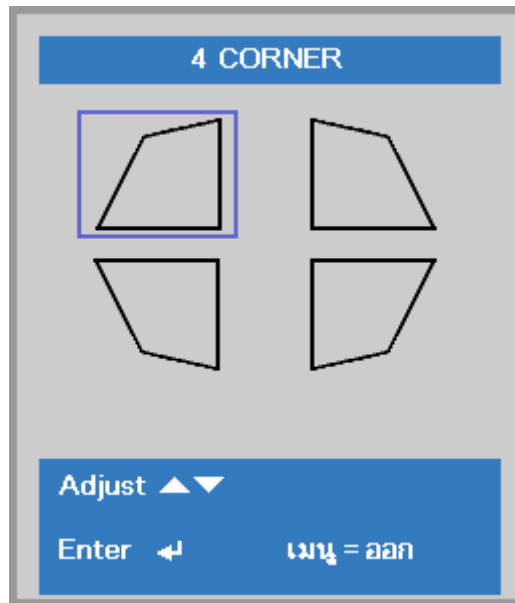 4 CORNER
Adjust ▲▼
Enter ↵ เมนู = ออก